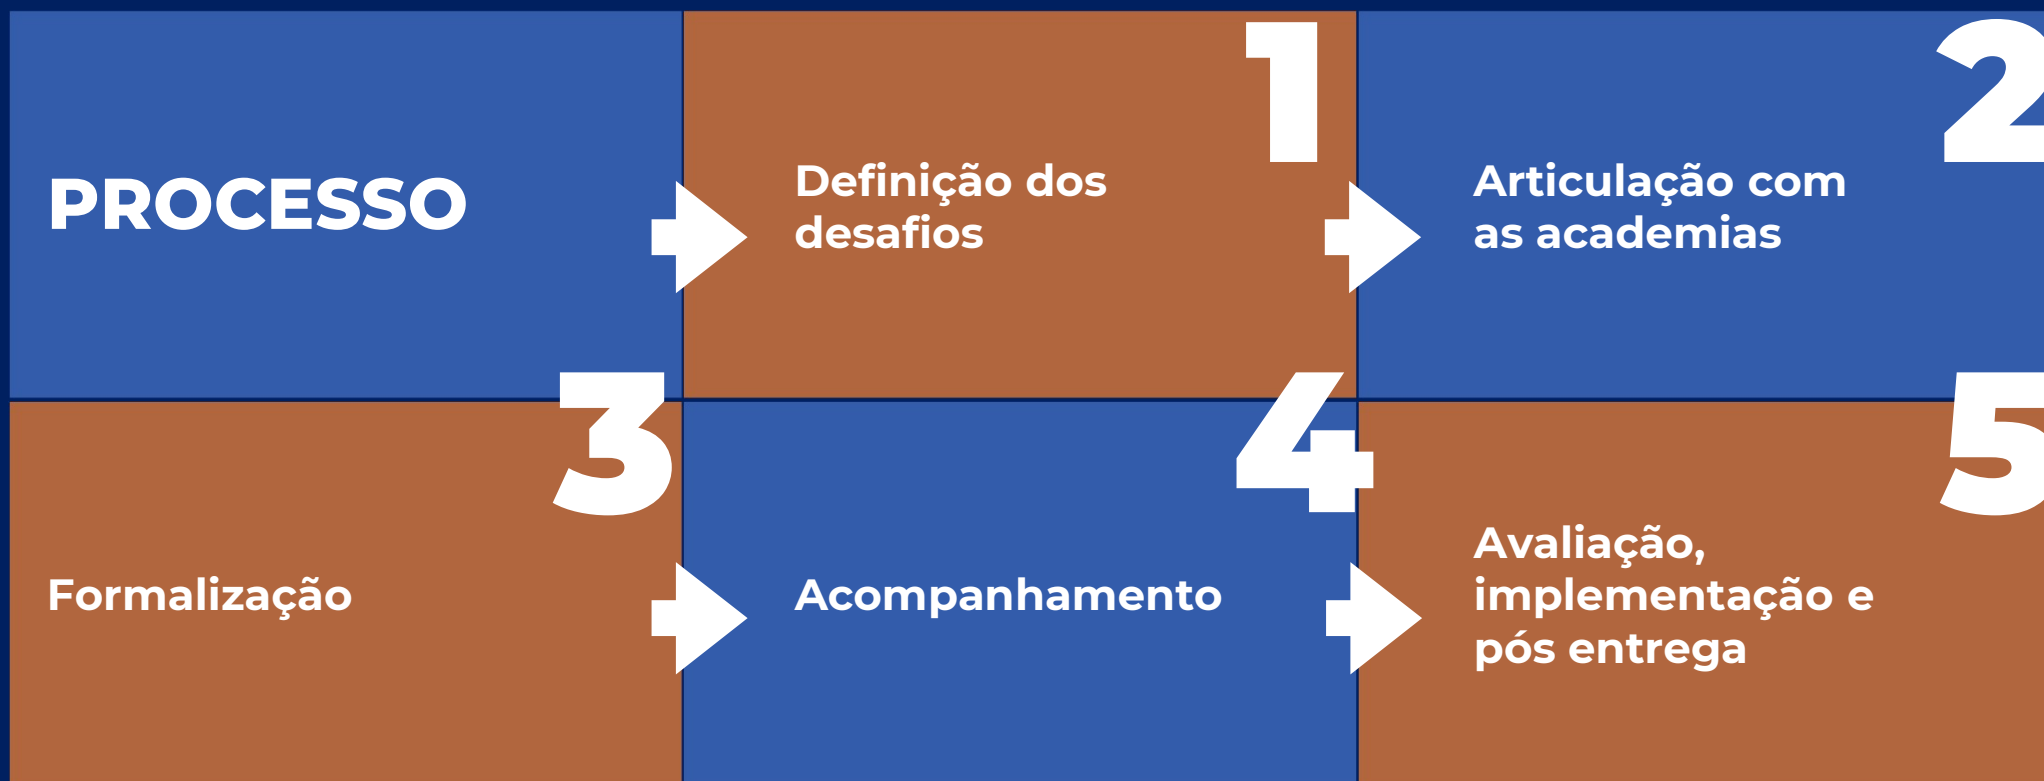 PROCESSO
1
Definição dos
desafios
2
Articulação com
as academias
3
Formalização
4
Acompanhamento
5
Avaliação,
implementação e
pós entrega